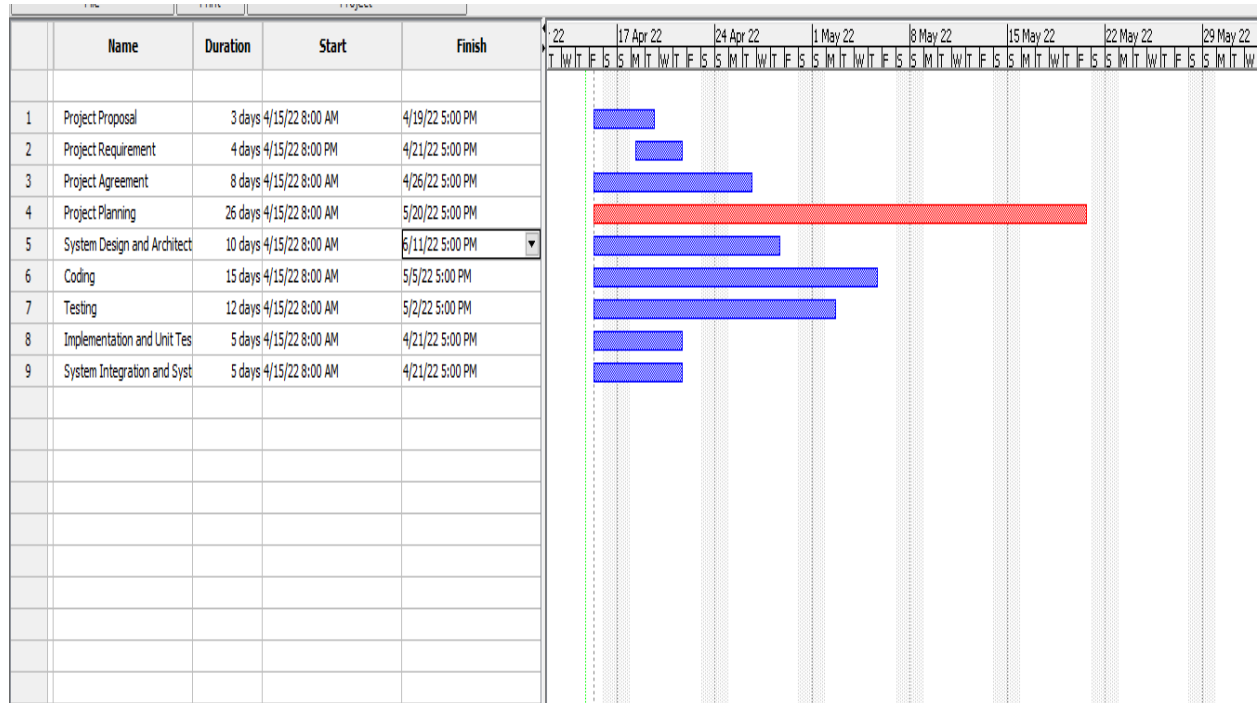 File Print Project
Name Duration Start Finish
22 17 Apr 22 24 Apr 22 1 May 22 8 May 22 15 May 22 22 May 22 29 May 22
T W T F S S M T W T F S S M T W T F S S M T W T F S S M T W T F S S M T W T F S S M T W T F S S M T W
1 Project Proposal 3 days 4/15/22 8:00 AM 4/19/22 5:00 PM
2 Project Requirement 4 days 4/15/22 8:00 PM 4/21/22 5:00 PM
3 Project Agreement 8 days 4/15/22 8:00 AM 4/26/22 5:00 PM
4 Project Planning 26 days 4/15/22 8:00 AM 5/20/22 5:00 PM
5 System Design and Architect 10 days 4/15/22 8:00 AM 6/11/22 5:00 PM
6 Coding 15 days 4/15/22 8:00 AM 5/5/22 5:00 PM
7 Testing 12 days 4/15/22 8:00 AM 5/2/22 5:00 PM
8 Implementation and Unit Tes 5 days 4/15/22 8:00 AM 4/21/22 5:00 PM
9 System Integration and Syst 5 days 4/15/22 8:00 AM 4/21/22 5:00 PM